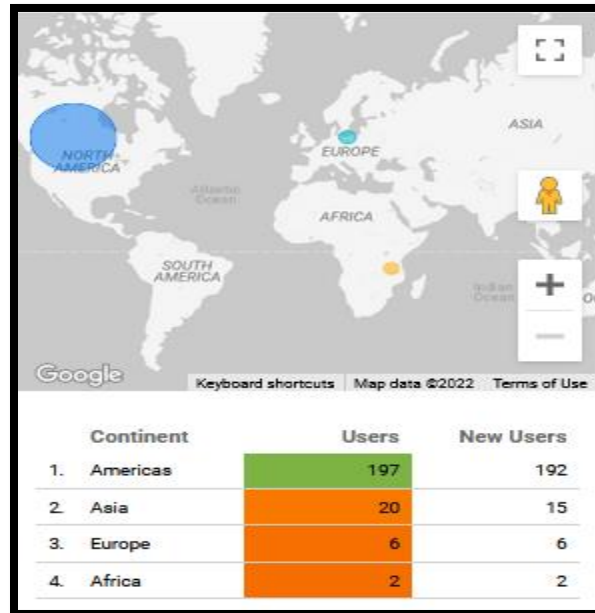 ASIA
EUROPE
NORTH
AMERICA
Atlantic
Ocean
AFRICA
SOUTH
AMERICA
Indian
Ocean
Google
Keyboard shortcuts Map data ©2022 Terms of Use
Continent Users New Users
1. Americas 197 192
2. Asia 20 15
3. Europe 6 6
4. Africa 2 2